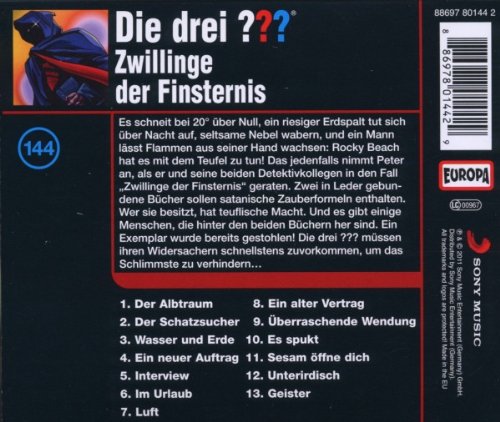 Die drei ???®
Zwillinge
der Finsternis
144
Es schneit bei 20° über Null, ein riesiger Erdspalt tut sich
über Nacht auf, seltsame Nebel wabern, und ein Mann
lässt Flammen aus seiner Hand wachsen: Rocky Beach
hat es mit dem Teufel zu tun! Das jedenfalls nimmt Peter
an, als er und seine beiden Detektivkollegen in den Fall
„Zwillinge der Finsternis“ geraten. Zwei in Leder gebun-
dene Bücher sollen satanische Zauberformeln enthalten.
Wer sie besitzt, hat teuflische Macht. Und es gibt einige
Menschen, die hinter den beiden Büchern her sind. Ein
Exemplar wurde bereits gestohlen! Die drei ??? müssen
ihren Widersachern schnellstens zuvorkommen, um das
Schlimmste zu verhindern...
1. Der Albtraum
2. Der Schatzsucher
3. Wasser und Erde
4. Ein neuer Auftrag
5. Interview
6. Im Urlaub
7. Luft
8. Ein alter Vertrag
9. Überraschende Wendung
10. Es spukt
11. Sesam öffne dich
12. Unterirdisch
13. Geister
88697 80144 2
8 86978 01442 9
EUROPA
LC 00967
SONY MUSIC
℗ & © 2011 Sony Music Entertainment (Germany) GmbH.
Distributed by Sony Music Entertainment (Germany).
All trademarks and logos are protected! Made in the EU